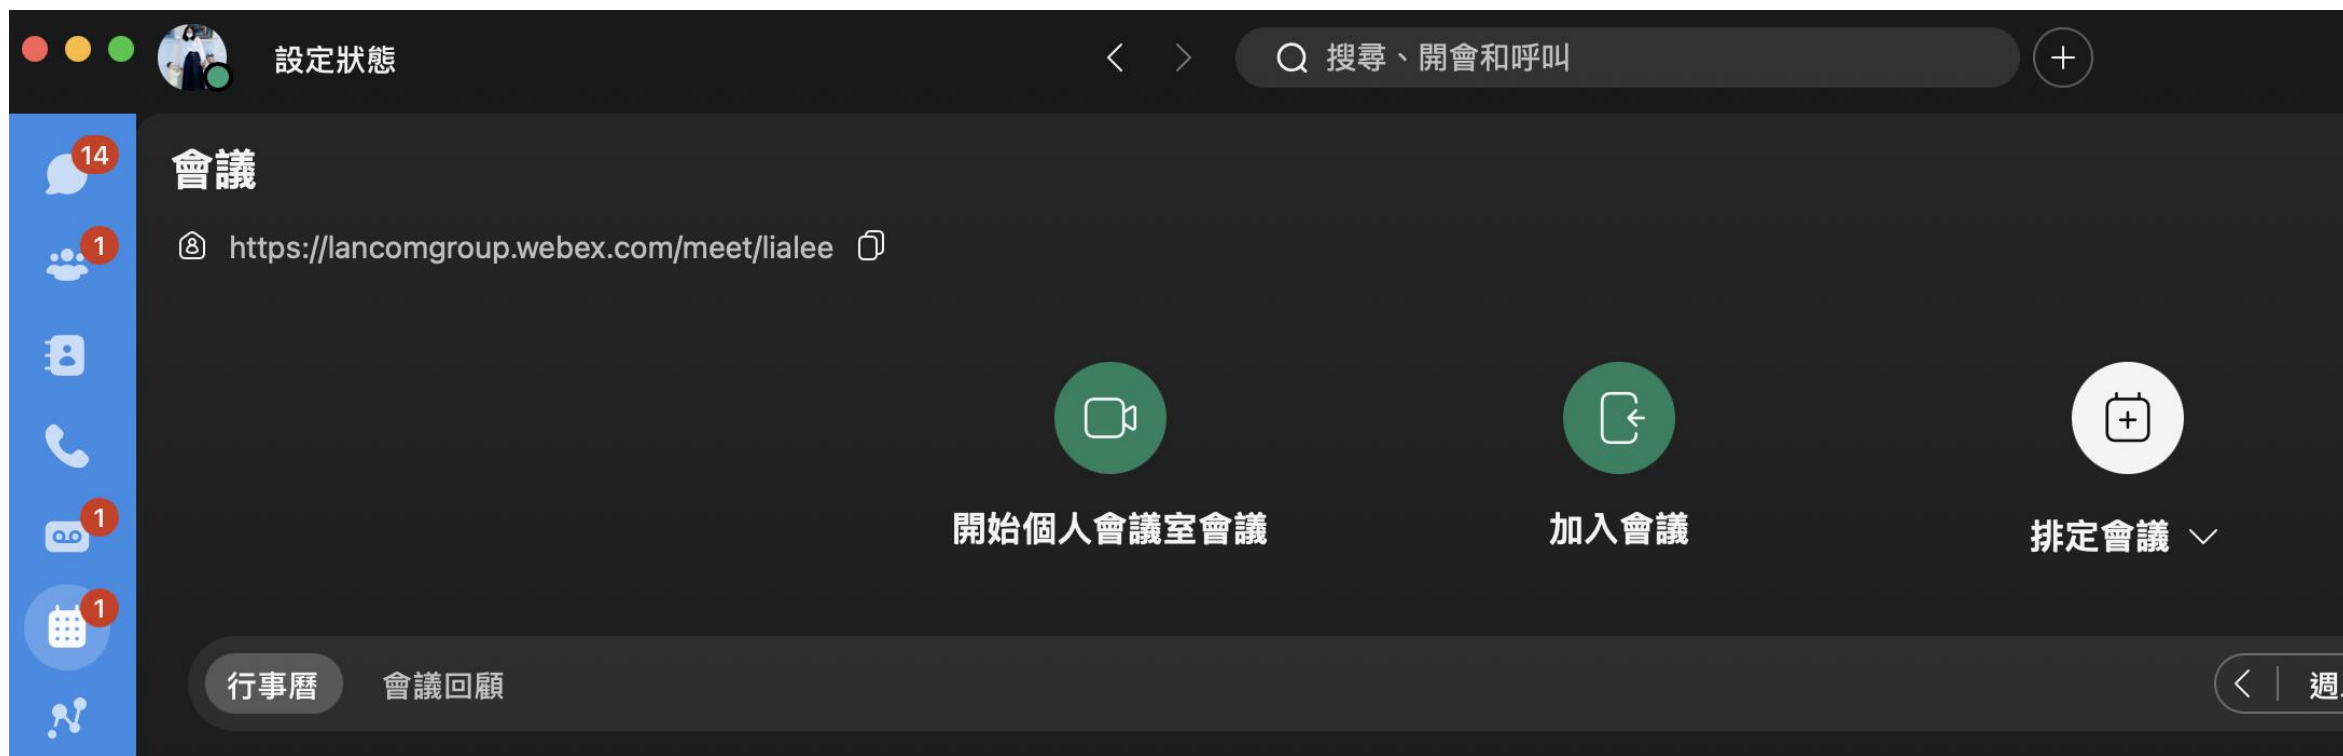 設定狀態
搜尋、開會和呼叫
14
會議
1
https://lancomgroup.webex.com/meet/lialee
開始個人會議室會議
加入會議
排定會議
1
1
行事曆
會議回顧
週